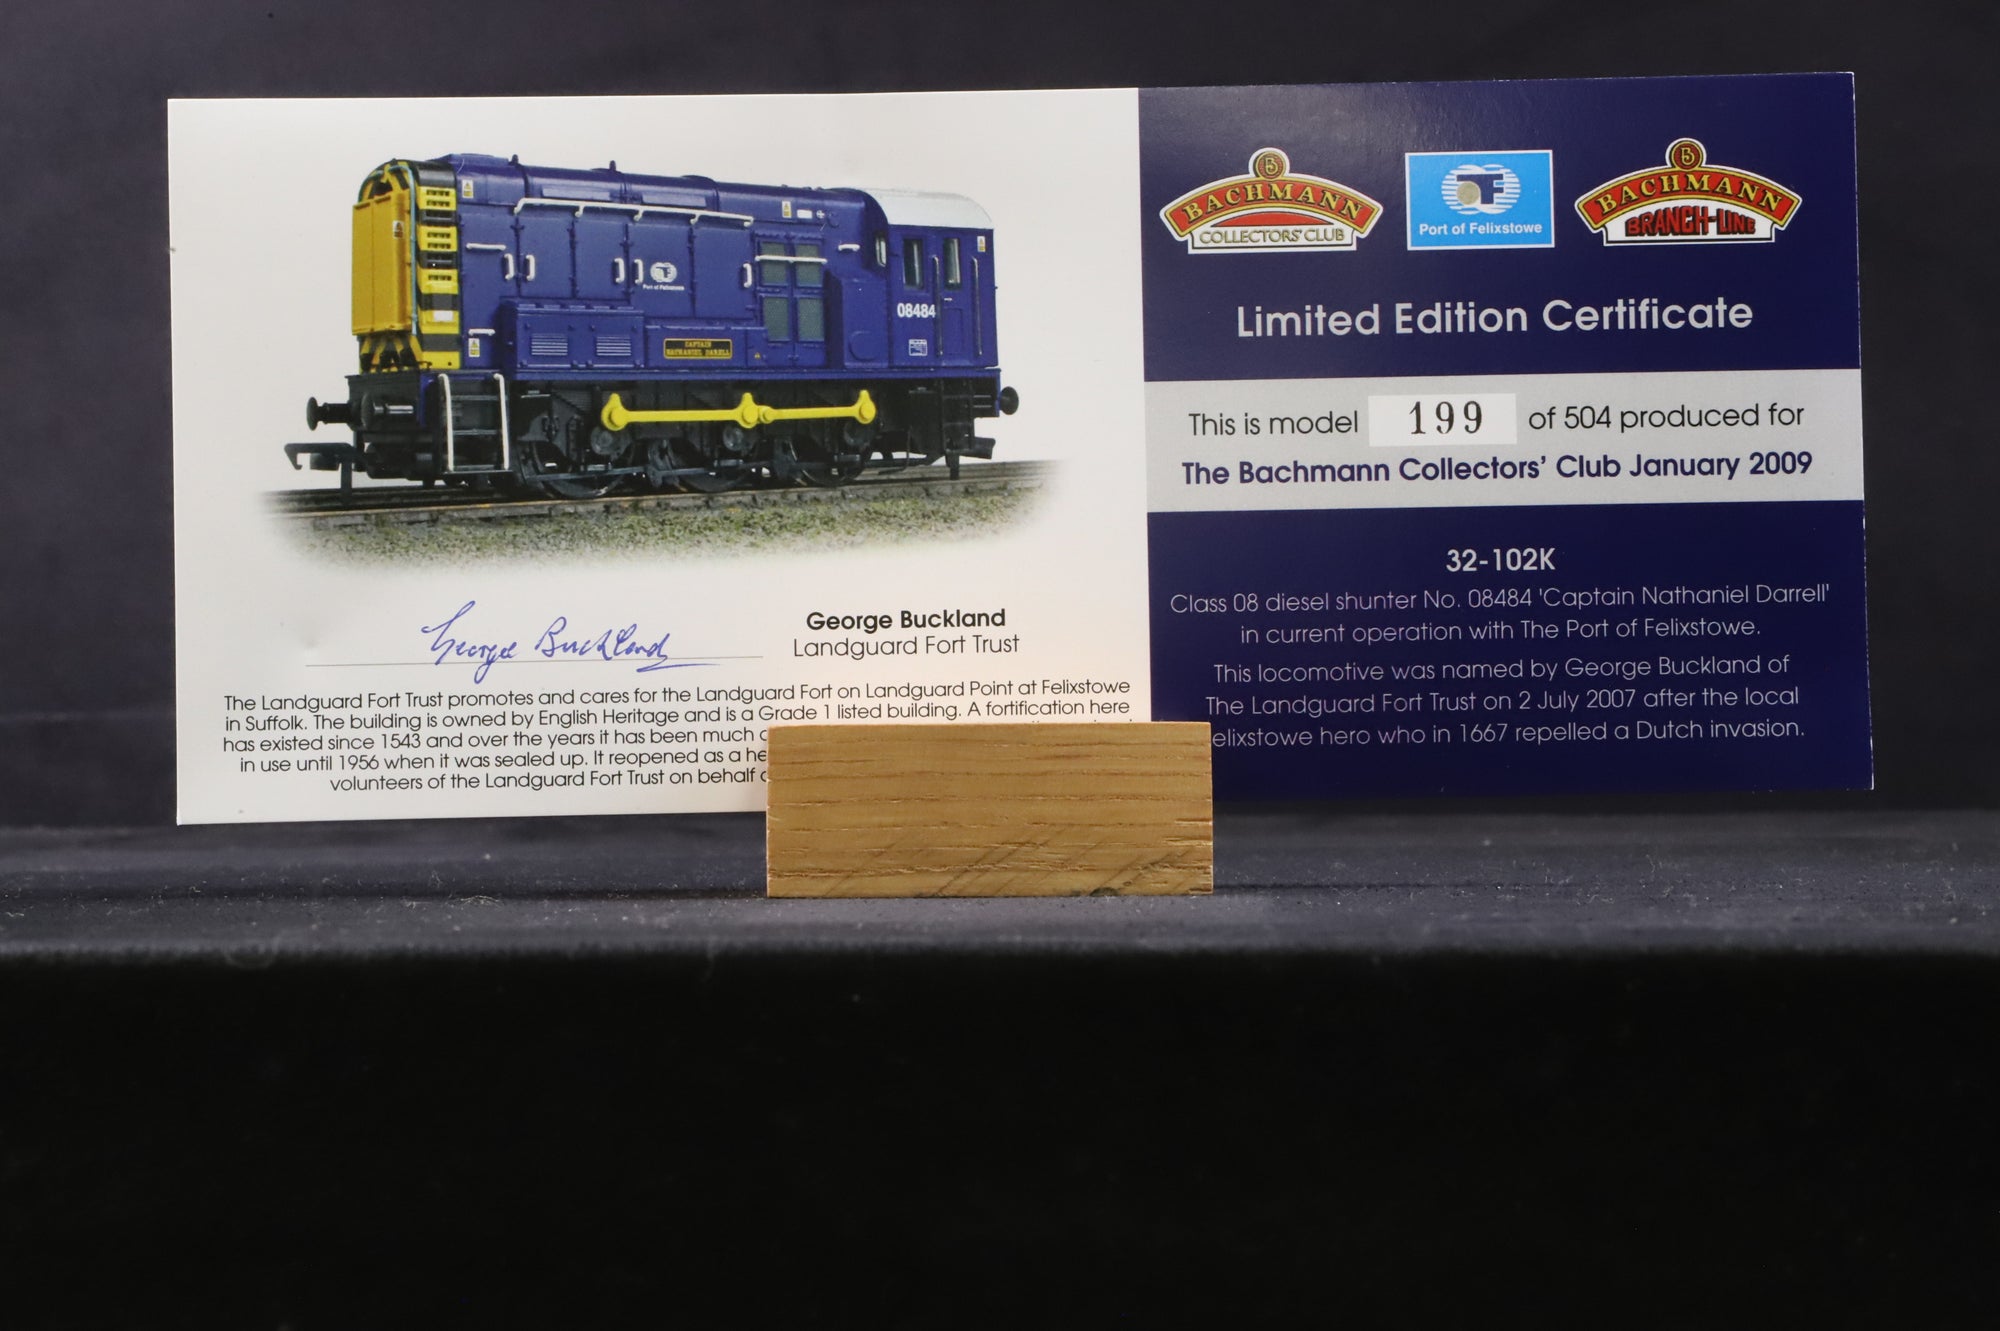 Port of Felixstowe
08484
CAPTAIN
NATHANIEL DARELL
George Buckland
George Buckland
Landguard Fort Trust
The Landguard Fort Trust promotes and cares for the Landguard Fort on Landguard Point at Felixstowe
in Suffolk. The building is owned by English Heritage and is a Grade 1 listed building. A fortification here
has existed since 1543 and over the years it has been much
in use until 1956 when it was sealed up. It reopened as a
volunteers of the Landguard Fort Trust on behalf
BACHMANN
COLLECTORS' CLUB
Port of Felixstowe
BACHMANN
BRANCH-LINE
Limited Edition Certificate
This is model 199 of 504 produced for
The Bachmann Collectors' Club January 2009
32-102K
Class 08 diesel shunter No. 08484 'Captain Nathaniel Darrell'
in current operation with The Port of Felixstowe.
This locomotive was named by George Buckland of
The Landguard Fort Trust on 2 July 2007 after the local
elixstowe hero who in 1667 repelled a Dutch invasion.